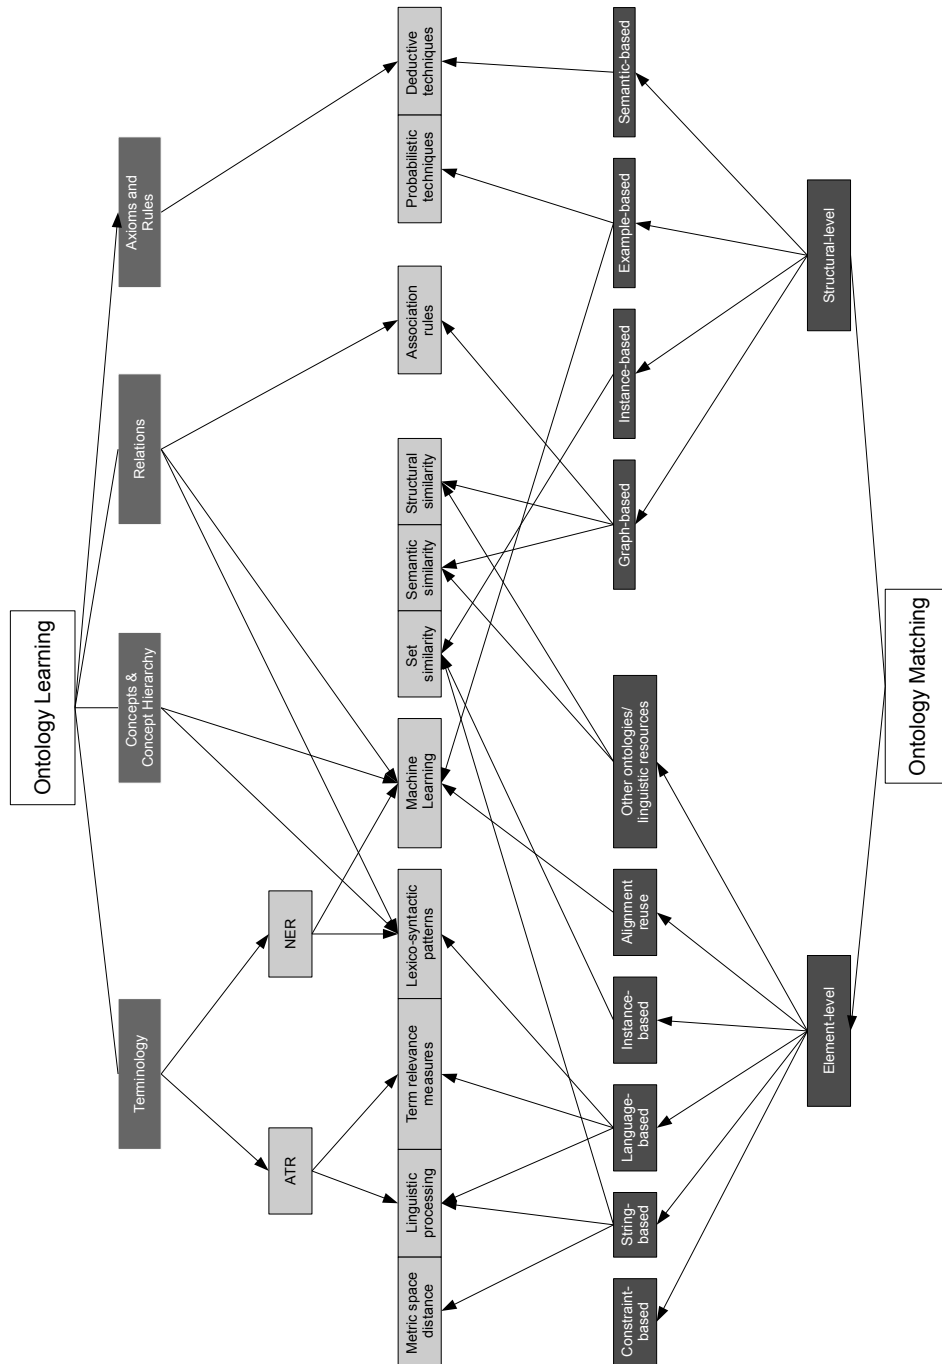 Ontology Learning
Terminology
Concepts &
Concept Hierarchy
Relations
Axioms and
Rules
ATR
NER
Metric space
distance
Linguistic
processing
Term relevance
measures
Lexico-syntactic
patterns
Machine
Learning
Set
similarity
Semantic
similarity
Structural
similarity
Association
rules
Probabilistic
techniques
Deductive
techniques
Constraint-
based
String-
based
Language-
based
Instance-
based
Alignment
reuse
Other ontologies/
linguistic resources
Graph-based
Instance-based
Example-based
Semantic-based
Element-level
Structural-level
Ontology Matching